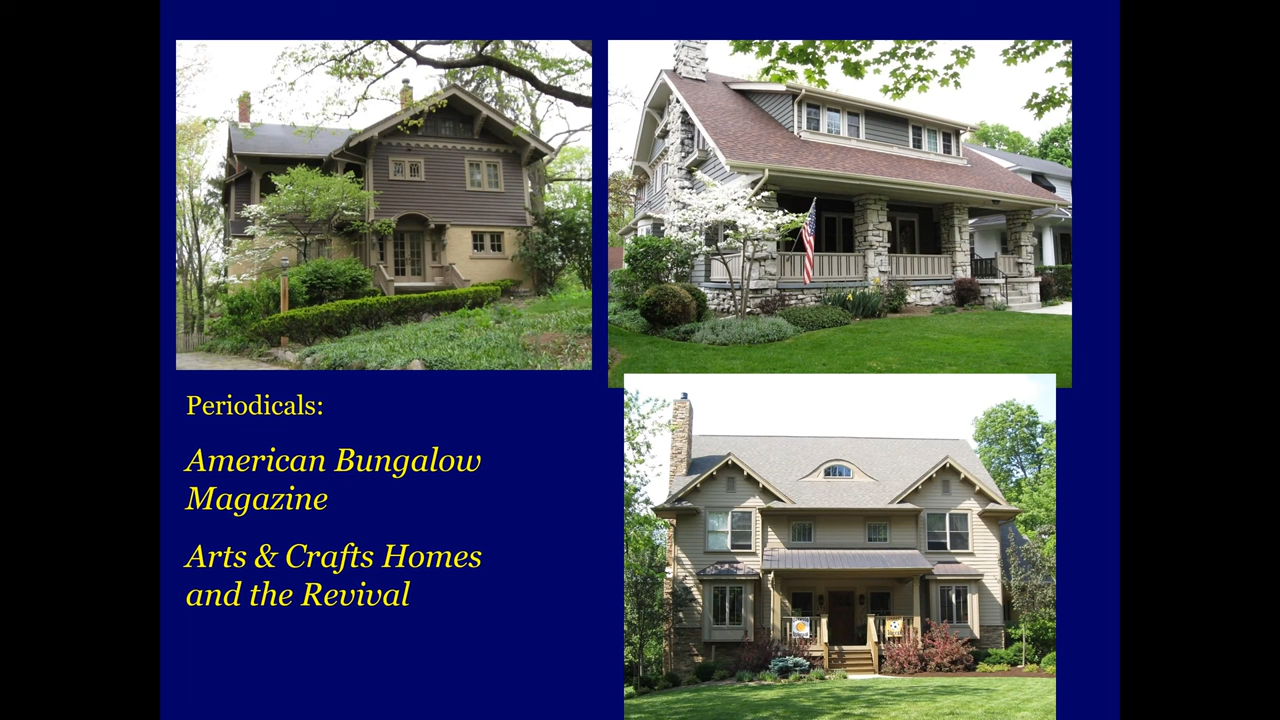 Periodicals:
American Bungalow
Magazine
Arts & Crafts Homes
and the Revival